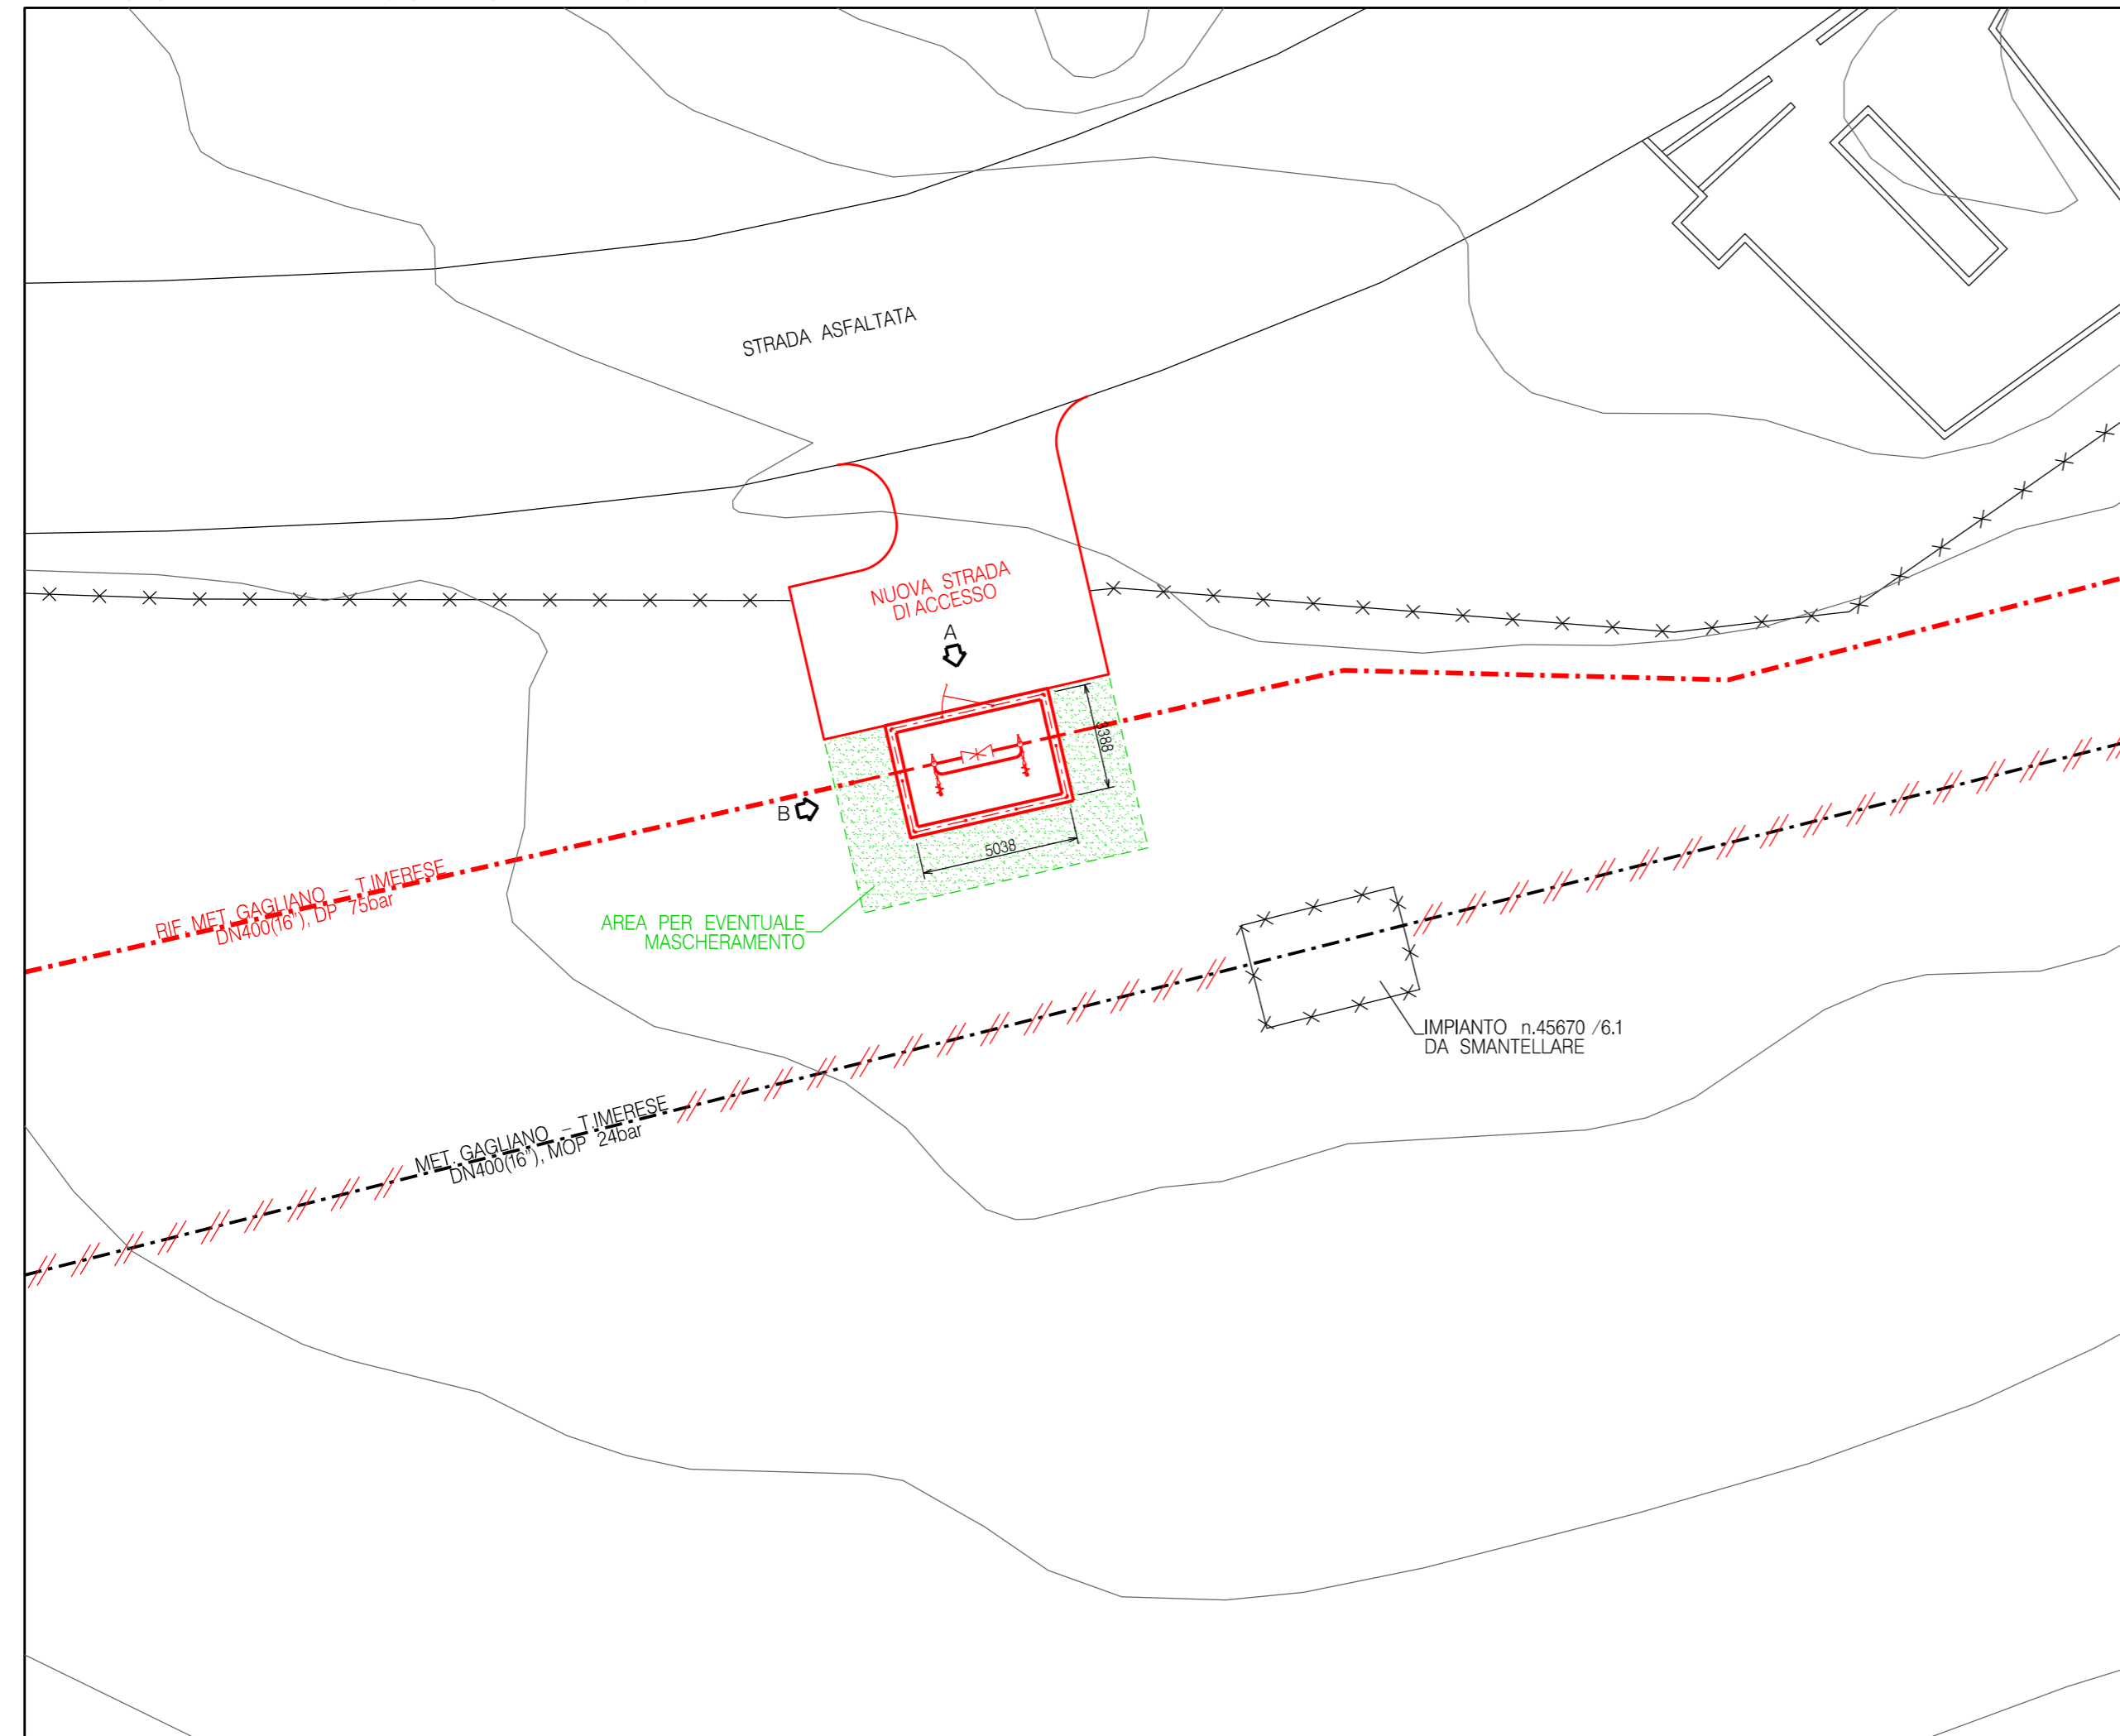 STRADA ASFALTATA
NUOVA STRADA
DI ACCESSO
A
3388
B
5038
RIF. MET. GAGLIANO – T.IMERESE
DN400(16"), DP 75bar
AREA PER EVENTUALE
MASCHERAMENTO
IMPIANTO n.45670 /6.1
DA SMANTELLARE
MET. GAGLIANO – T.IMERESE
DN400(16"), MOP 24bar